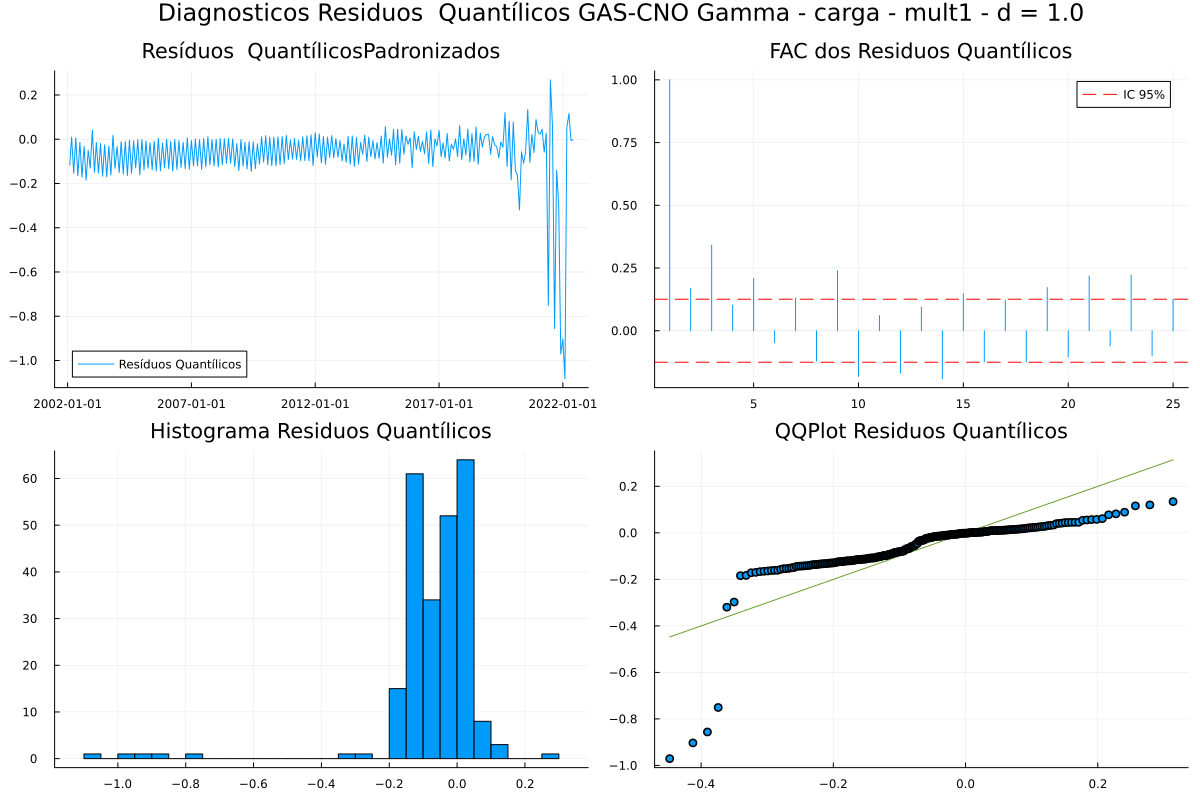 Diagnosticos Residuos  Quantílicos GAS-CNO Gamma - carga - mult1 - d = 1.0
Resíduos  QuantílicosPadronizados
0.2
0.0
−0.2
−0.4
−0.6
−0.8
−1.0
Resíduos Quantílicos
2002-01-01 2007-01-01 2012-01-01 2017-01-01 2022-01-01
FAC dos Residuos Quantílicos
1.00
0.75
0.50
0.25
0.00
IC 95%
5 10 15 20 25
Histograma Residuos Quantílicos
60
50
40
30
20
10
0
−1.0 −0.8 −0.6 −0.4 −0.2 0.0 0.2
QQPlot Residuos Quantílicos
0.2
0.0
−0.2
−0.4
−0.6
−0.8
−1.0
−0.4 −0.2 0.0 0.2